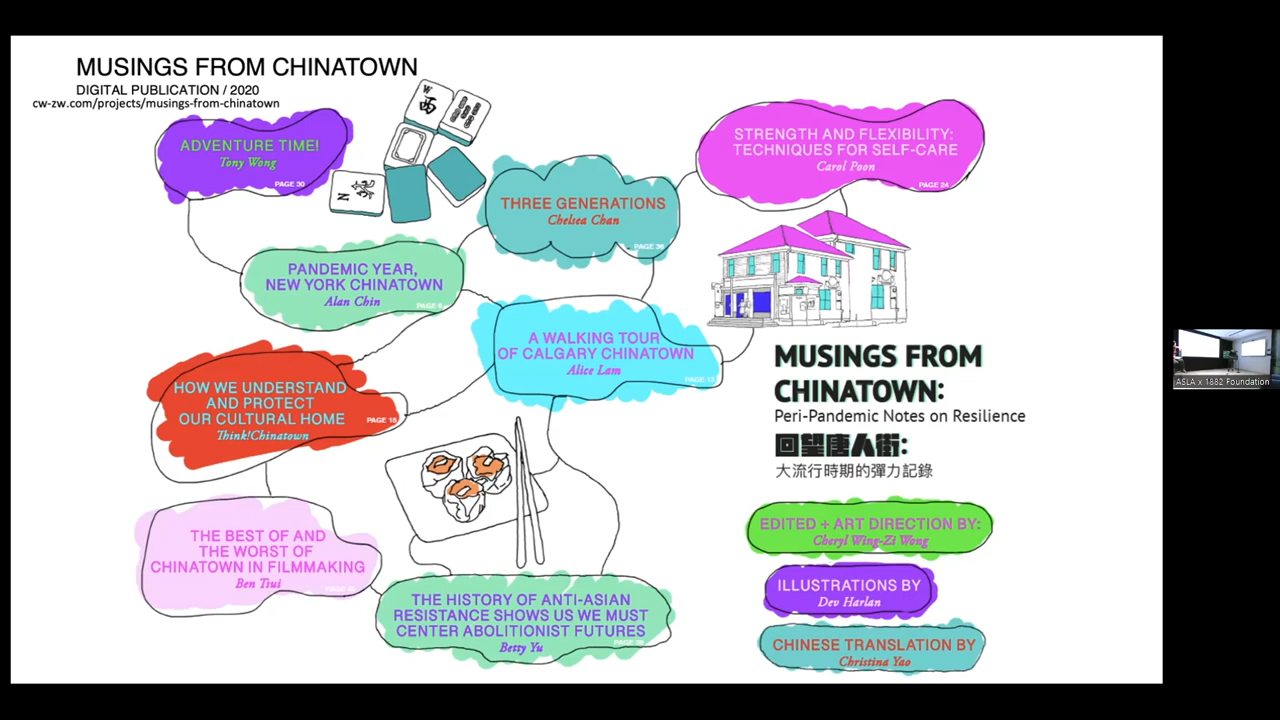 MUSINGS FROM CHINATOWN
DIGITAL PUBLICATION / 2020
cw-zw.com/projects/musings-from-chinatown
ADVENTURE TIME!
Tony Wong
PAGE 30
W
西
N
STRENGTH AND FLEXIBILITY:
TECHNIQUES FOR SELF-CARE
Carol Poon
PAGE 24
THREE GENERATIONS
Chelsea Chan
PAGE 36
PANDEMIC YEAR,
NEW YORK CHINATOWN
Alan Chin
A WALKING TOUR
OF CALGARY CHINATOWN
Alice Lam
PAGE 13
HOW WE UNDERSTAND
AND PROTECT
OUR CULTURAL HOME
Think!Chinatown
PAGE 18
THE BEST OF AND
THE WORST OF
CHINATOWN IN FILMMAKING
Ben Tsui
THE HISTORY OF ANTI-ASIAN
RESISTANCE SHOWS US WE MUST
CENTER ABOLITIONIST FUTURES
Betty Yu
MUSINGS FROM
CHINATOWN:
Peri-Pandemic Notes on Resilience
回望唐人街:
大流行時期的彈力記錄
EDITED + ART DIRECTION BY:
Cheryl Wing-Zi Wong
ILLUSTRATIONS BY
Dev Harlan
CHINESE TRANSLATION BY
Christina Yao
ASLA x 1882 Foundation